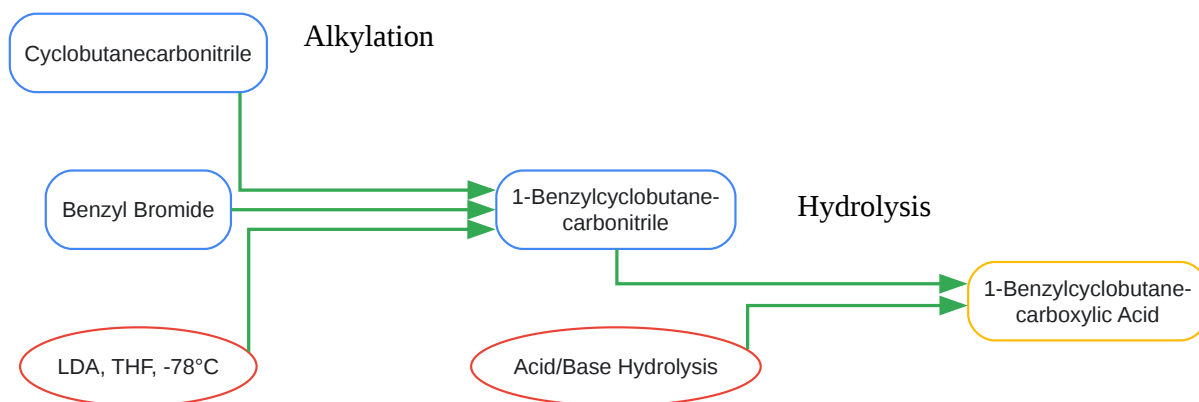 Cyclobutanecarbonitrile
Alkylation
Benzyl Bromide
1-Benzylcyclobutane-
carbonitrile
Hydrolysis
1-Benzylcyclobutane-
carboxylic Acid
LDA, THF, -78°C
Acid/Base Hydrolysis